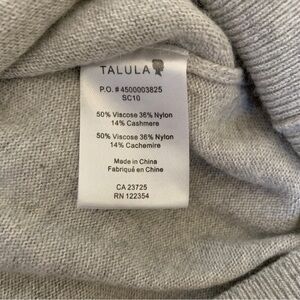 TALULA
P.O. # 4500003825
SC10
50% Viscose 36% Nylon
14% Cashmere
50% Viscose 36% Nylon
14% Cachemire
Made in China
Fabriqué en Chine
CA 23725
RN 122354